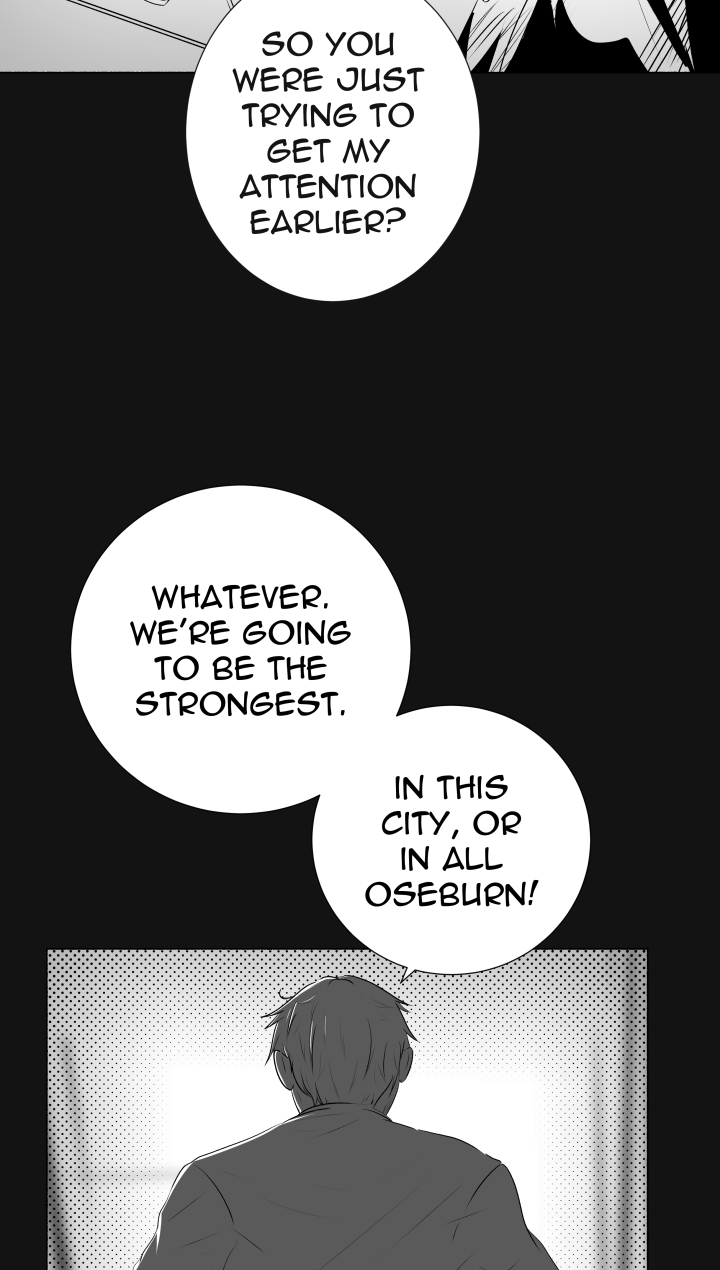 SO YOU
WERE JUST
TRYING TO
GET MY
ATTENTION
EARLIER?
WHATEVER.
WE'RE GOING
TO BE THE
STRONGEST.
IN THIS
CITY, OR
IN ALL
OSEBURN!